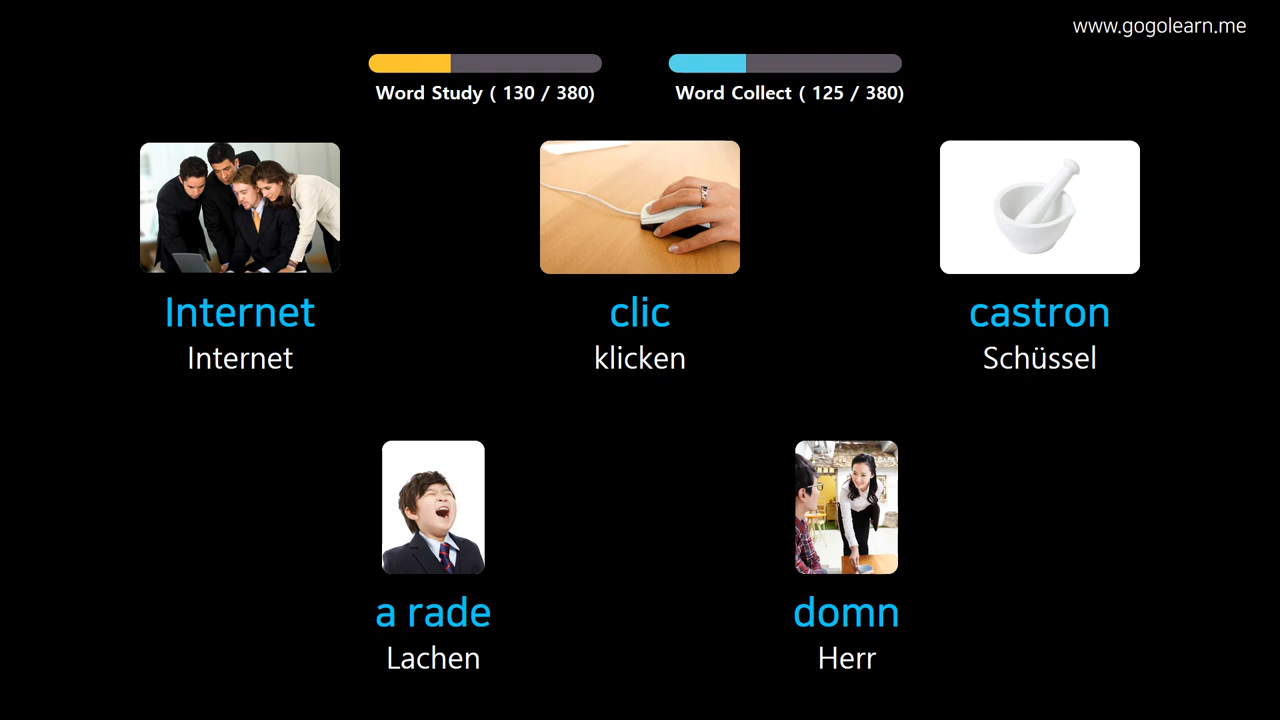 www.gogolearn.me
Word Study ( 130 / 380)
Word Collect ( 125 / 380)
Internet
Internet
clic
klicken
castron
Schüssel
a rade
Lachen
domn
Herr